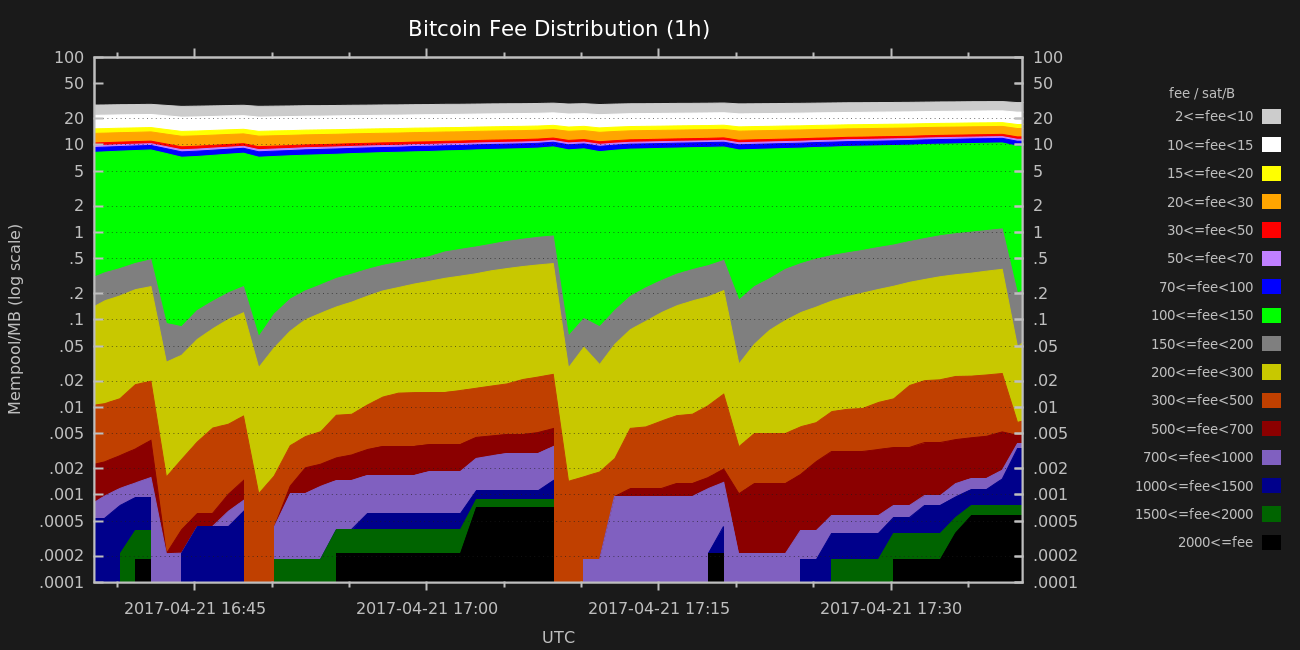 Bitcoin Fee Distribution (1h)
Mempool/MB (log scale)
100
50
20
10
5
2
1
.5
.2
.1
.05
.02
.01
.005
.002
.001
.0005
.0002
.0001
100
50
20
10
5
2
1
.5
.2
.1
.05
.02
.01
.005
.002
.001
.0005
.0002
.0001
2017-04-21 16:45
2017-04-21 17:00
2017-04-21 17:15
2017-04-21 17:30
UTC
fee / sat/B
2<=fee<10
10<=fee<15
15<=fee<20
20<=fee<30
30<=fee<50
50<=fee<70
70<=fee<100
100<=fee<150
150<=fee<200
200<=fee<300
300<=fee<500
500<=fee<700
700<=fee<1000
1000<=fee<1500
1500<=fee<2000
2000<=fee